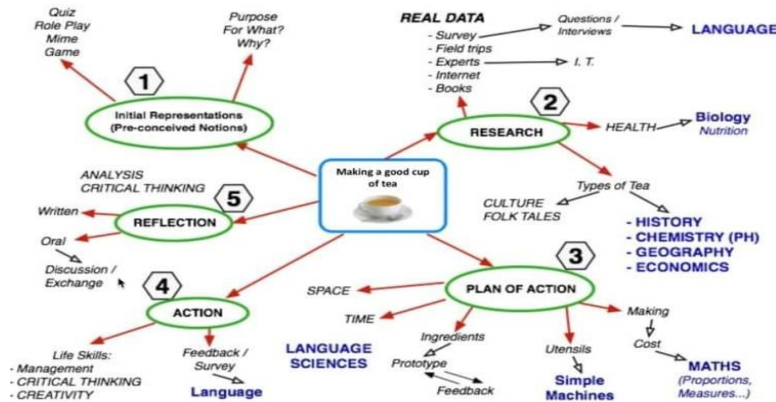 Quiz
Role Play
Mime
Game
Purpose
For What?
Why?
1
Initial Representations
(Pre-conceived Notions)
REAL DATA
- Survey
- Field trips
- Experts
- Internet
- Books
Questions /
Interviews
LANGUAGE
I. T.
2
RESEARCH
HEALTH
Biology
Nutrition
Types of Tea
CULTURE
FOLK TALES
- HISTORY
- CHEMISTRY (PH)
- GEOGRAPHY
- ECONOMICS
Making a good cup
of tea
ANALYSIS
CRITICAL THINKING
5
REFLECTION
Written
Oral
Discussion /
Exchange
4
ACTION
Life Skills:
- Management
- CRITICAL THINKING
- CREATIVITY
Feedback /
Survey
Language
3
PLAN OF ACTION
SPACE
TIME
LANGUAGE
SCIENCES
Ingredients
Prototype
Feedback
Utensils
Simple
Machines
Making
Cost
MATHS
(Proportions,
Measures...)